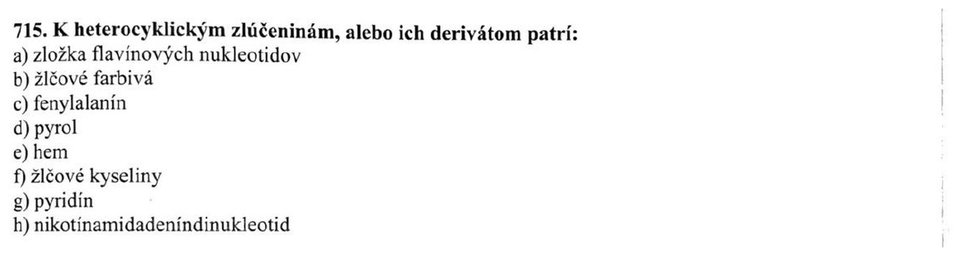 715. K heterocyklickým zlúčeninám, alebo ich derivátom patrí:
a) zložka flavínových nukleotidov
b) žlčové farbivá
c) fenylalanín
d) pyrol
e) hem
f) žlčové kyseliny
g) pyridín
h) nikotínamidadeníndinukleotid